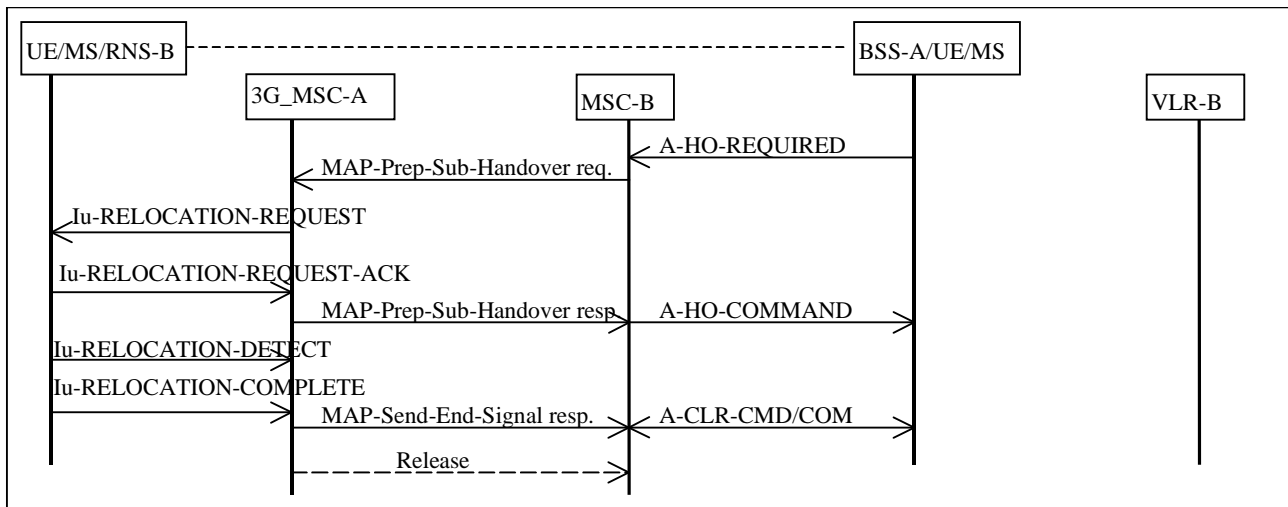 UE/MS/RNS-B
BSS-A/UE/MS
3G_MSC-A
MSC-B
VLR-B
A-HO-REQUIRED
MAP-Prep-Sub-Handover req.
Iu-RELOCATION-REQUEST
Iu-RELOCATION-REQUEST-ACK
MAP-Prep-Sub-Handover resp
A-HO-COMMAND
Iu-RELOCATION-DETECT
Iu-RELOCATION-COMPLETE
MAP-Send-End-Signal resp.
A-CLR-CMD/COM
Release